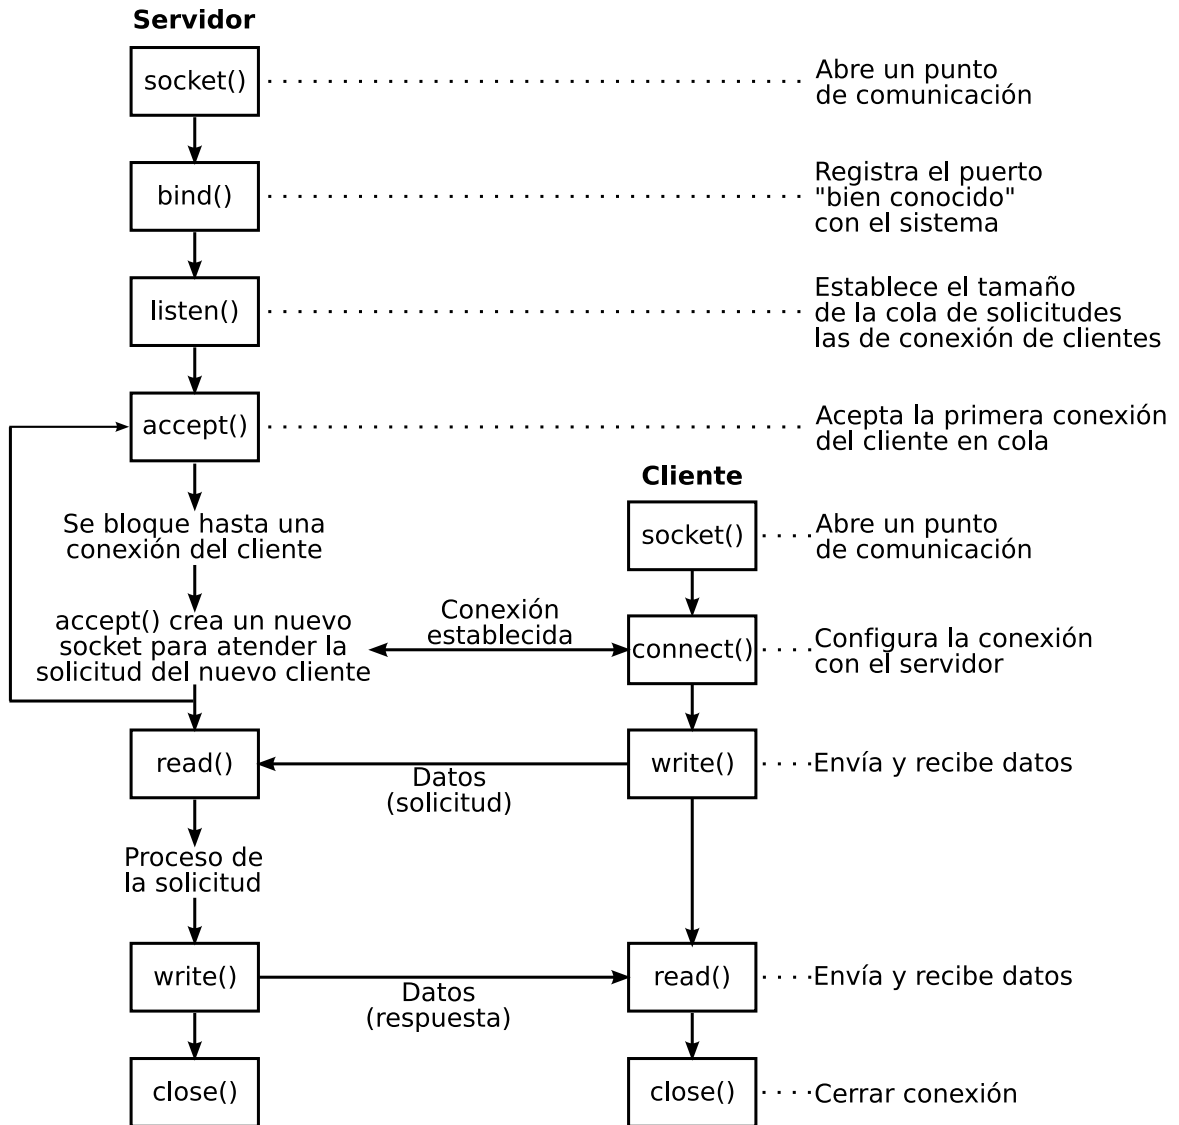 Servidor
socket()
Abre un punto
de comunicación
bind()
Registra el puerto
"bien conocido"
con el sistema
listen()
Establece el tamaño
de la cola de solicitudes
las de conexión de clientes
accept()
Acepta la primera conexión
del cliente en cola
Cliente
Se bloque hasta una
conexión del cliente
socket()
Abre un punto
de comunicación
accept() crea un nuevo
socket para atender la
solicitud del nuevo cliente
Conexión
establecida
connect()
Configura la conexión
con el servidor
read()
Datos
(solicitud)
write()
Envía y recibe datos
Proceso de
la solicitud
write()
Datos
(respuesta)
read()
Envía y recibe datos
close()
close()
Cerrar conexión